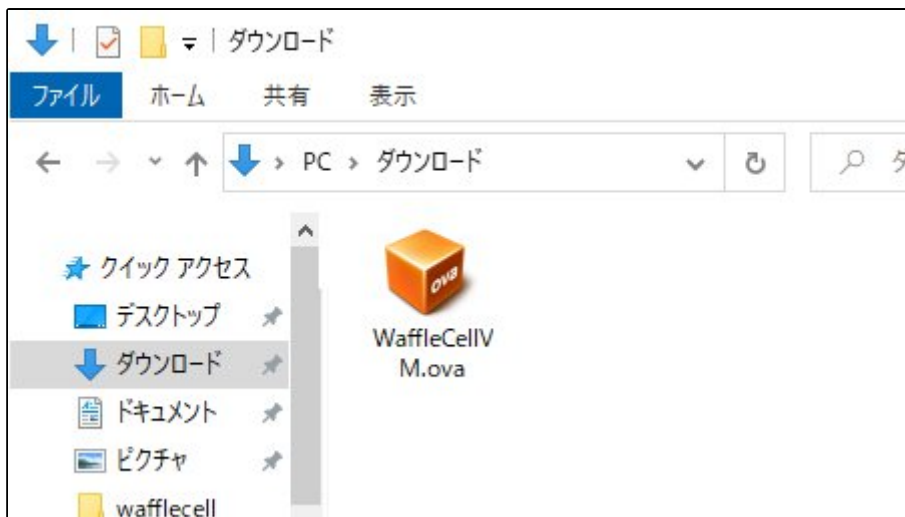 ダウンロード
ファイル ホーム 共有 表示
PC › ダウンロード
クイック アクセス
デスクトップ
ダウンロード
ドキュメント
ピクチャ
wafflecell
OVA
WaffleCellV
M.ova